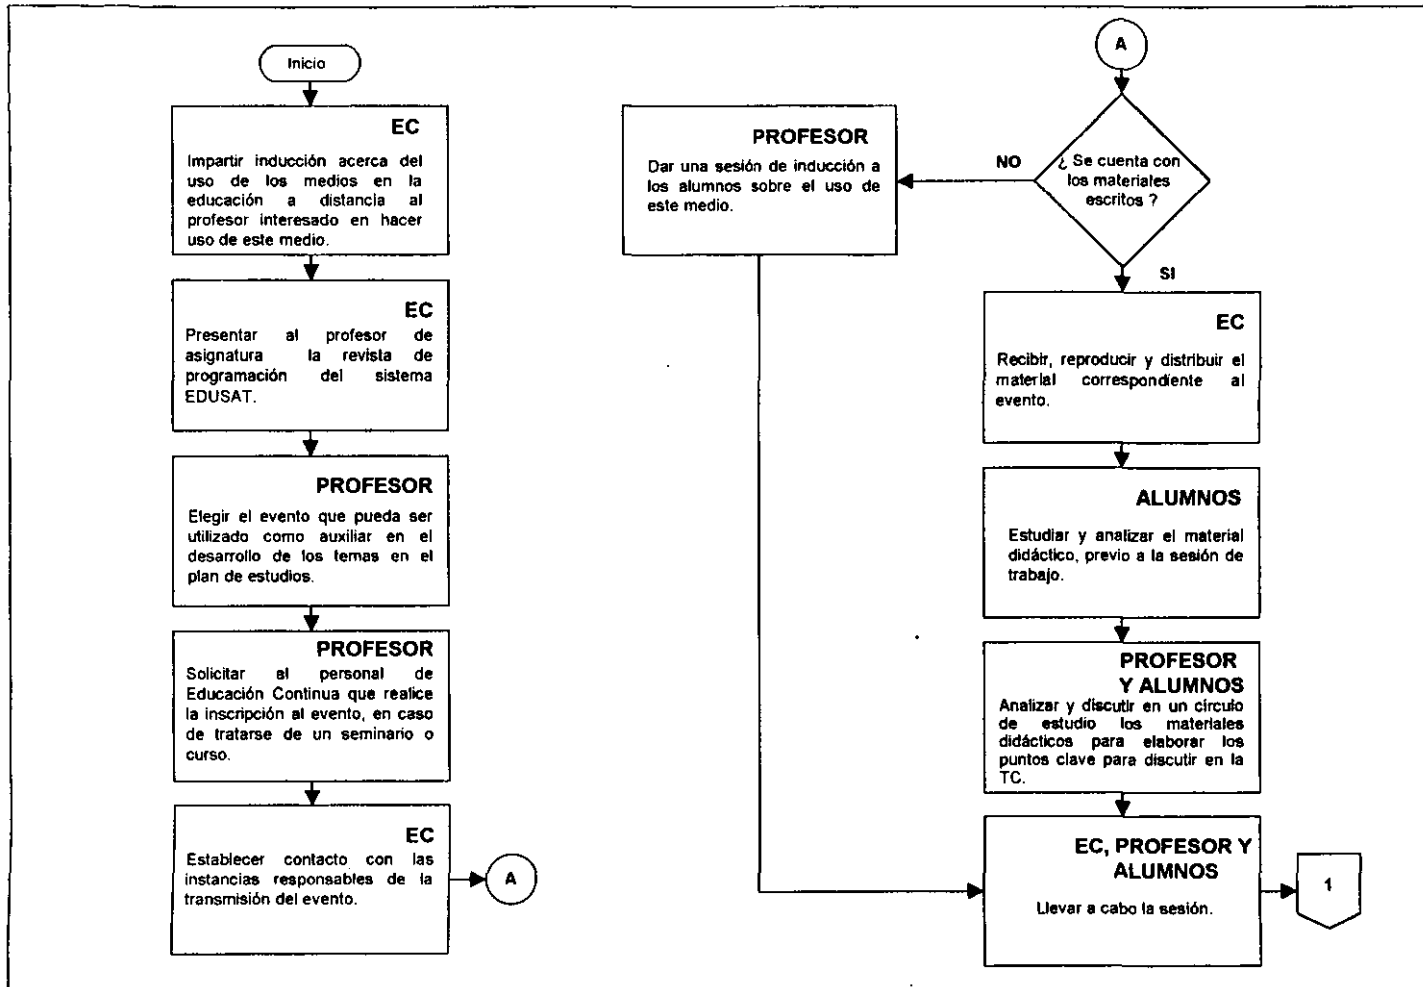 Inicio
EC
Impartir inducción acerca del
uso de los medios en la
educación a distancia al
profesor interesado en hacer
uso de este medio.
EC
Presentar al profesor de
asignatura la revista de
programación del sistema
EDUSAT.
PROFESOR
Elegir el evento que pueda ser
utilizado como auxiliar en el
desarrollo de los temas en el
plan de estudios.
PROFESOR
Solicitar al personal de
Educación Continua que realice
la inscripción al evento, en caso
de tratarse de un seminario o
curso.
EC
Establecer contacto con las
instancias responsables de la
transmisión del evento.
A
A
¿ Se cuenta con
los materiales
escritos ?
NO
PROFESOR
Dar una sesión de inducción a
los alumnos sobre el uso de
este medio.
SI
EC
Recibir, reproducir y distribuir el
material correspondiente al
evento.
ALUMNOS
Estudiar y analizar el material
didáctico, previo a la sesión de
trabajo.
PROFESOR
Y ALUMNOS
Analizar y discutir en un círculo
de estudio los materiales
didácticos para elaborar los
puntos clave para discutir en la
TC.
EC, PROFESOR Y
ALUMNOS
Llevar a cabo la sesión.
1